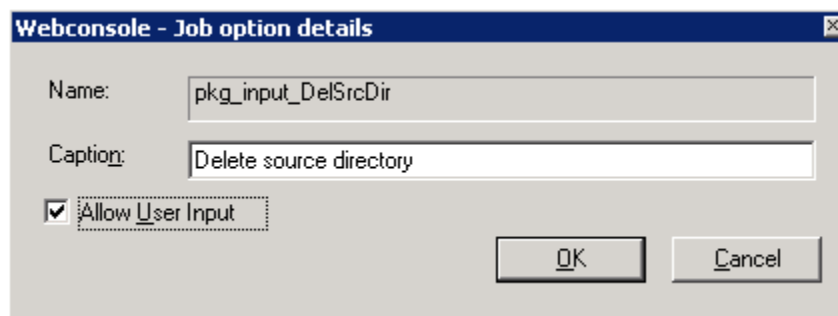 Webconsole - Job option details
Name: pkg_input_DelSrcDir
Caption: Delete source directory
Allow User Input
OK Cancel